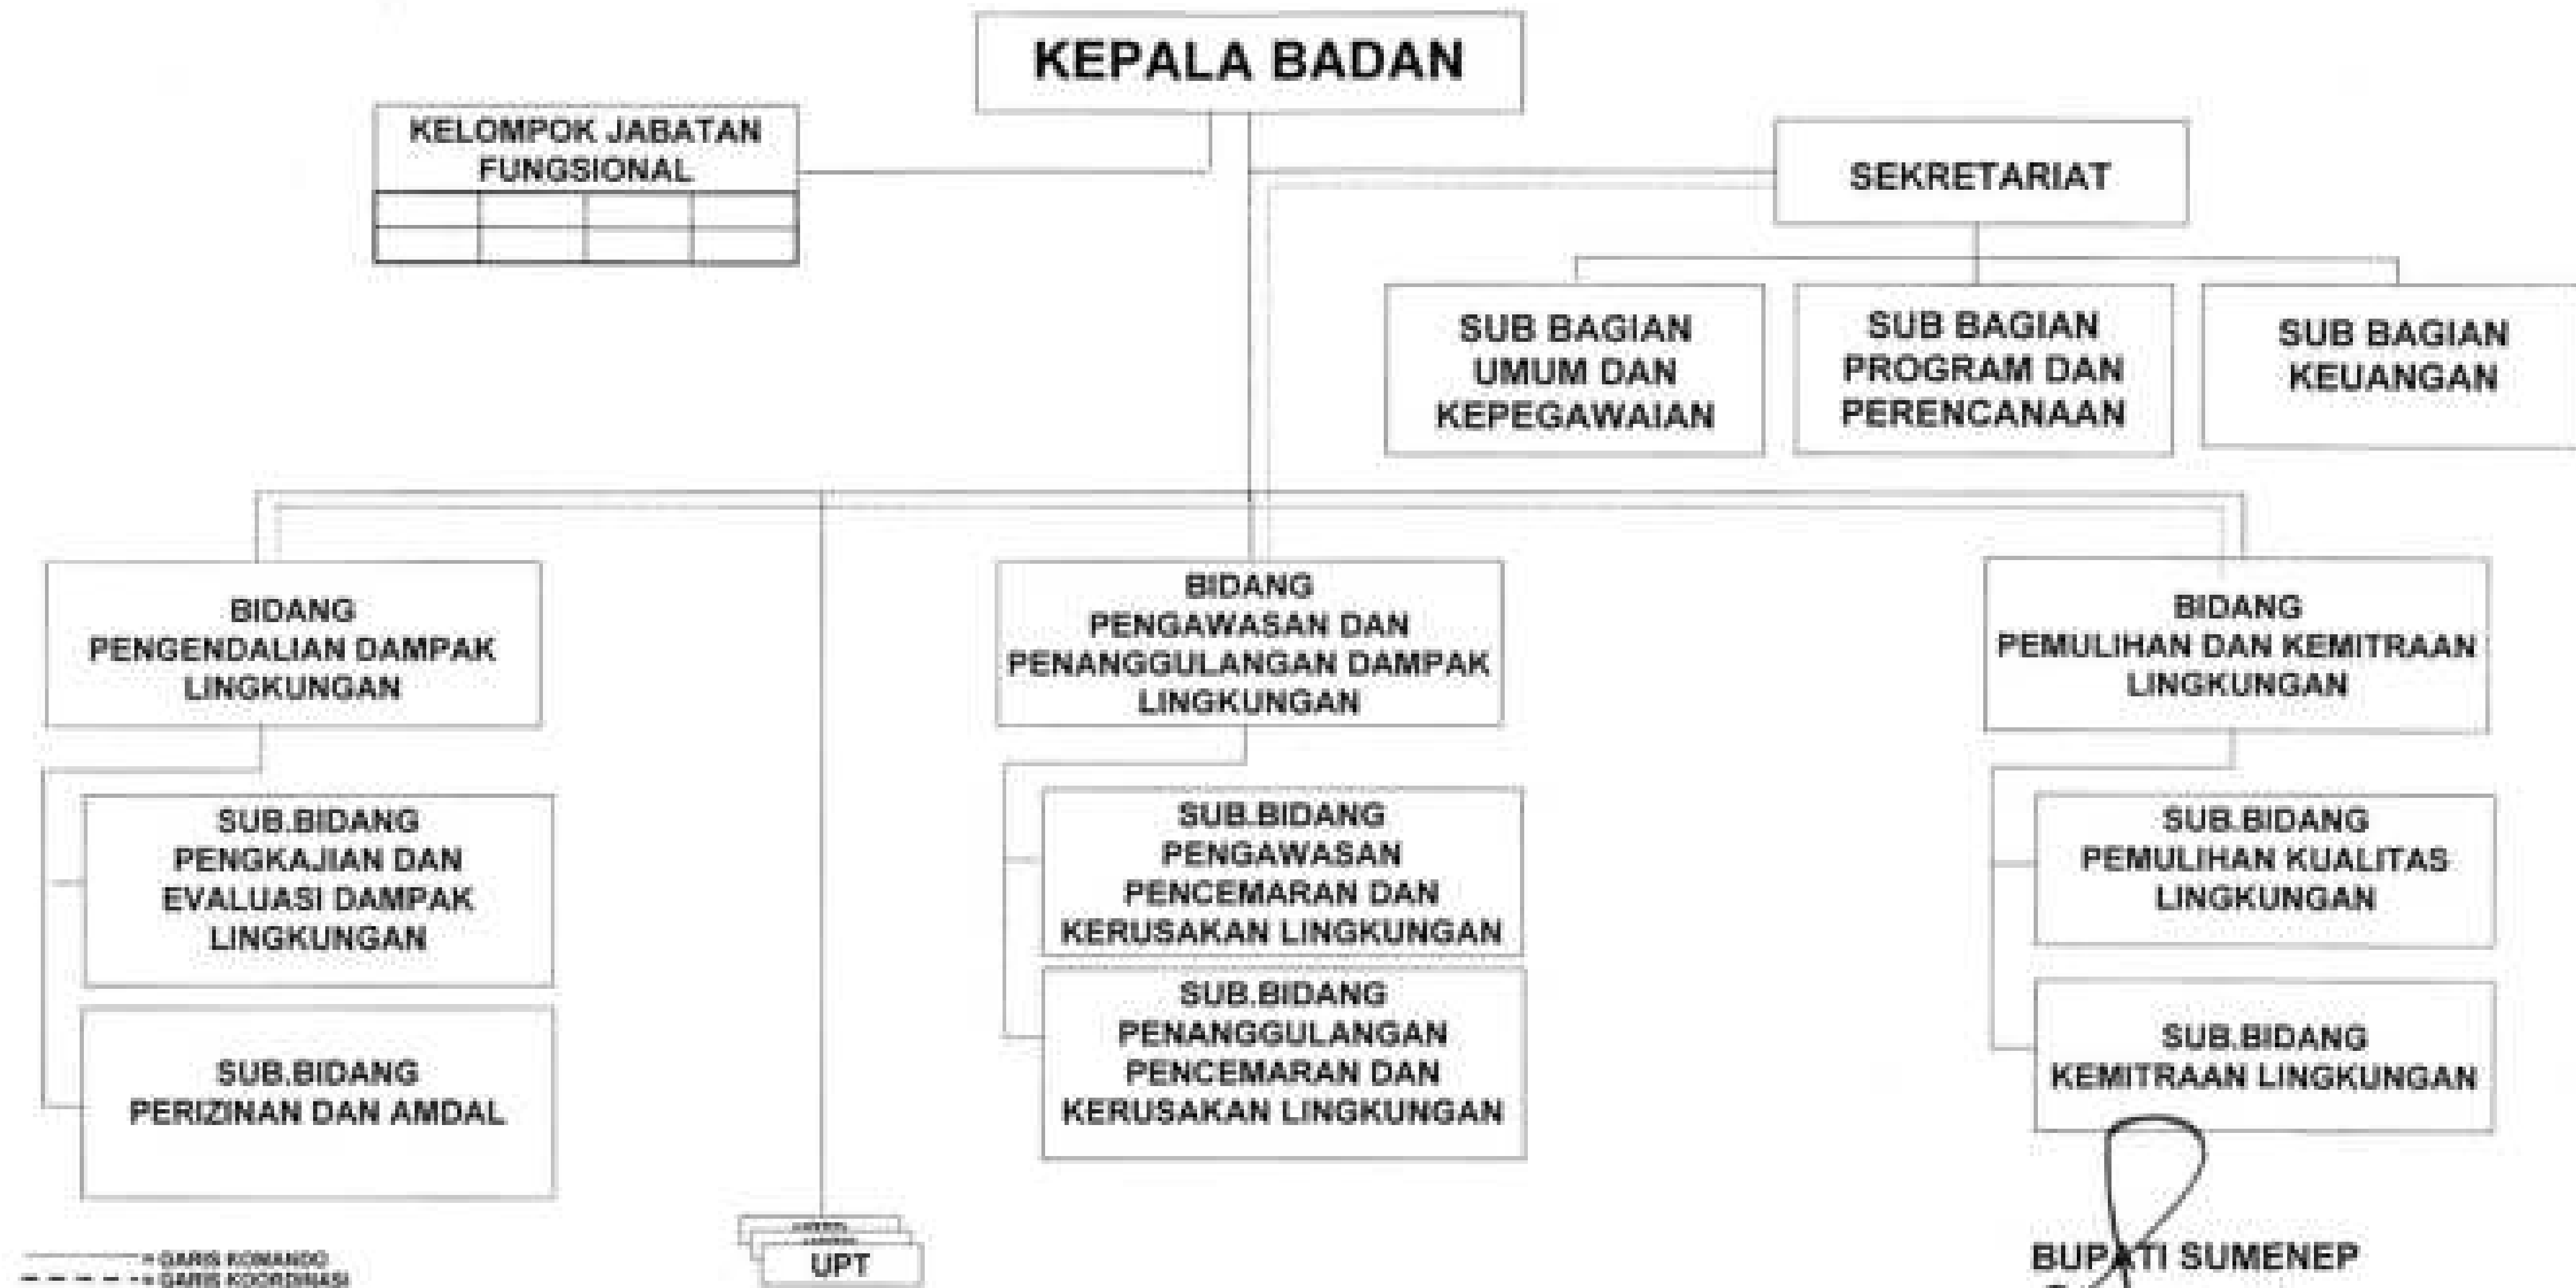 KEPALA BADAN
KELOMPOK JABATAN
FUNGSIONAL
SEKRETARIAT
SUB BAGIAN
UMUM DAN
KEPEGAWAIAN
SUB BAGIAN
PROGRAM DAN
PERENCANAAN
SUB BAGIAN
KEUANGAN
BIDANG
PENGENDALIAN DAMPAK
LINGKUNGAN
BIDANG
PENGAWASAN DAN
PENANGGULANGAN DAMPAK
LINGKUNGAN
BIDANG
PEMULIHAN DAN KEMITRAAN
LINGKUNGAN
SUB.BIDANG
PENGKAJIAN DAN
EVALUASI DAMPAK
LINGKUNGAN
SUB.BIDANG
PERIZINAN DAN AMDAL
SUB.BIDANG
PENGAWASAN
PENCEMARAN DAN
KERUSAKAN LINGKUNGAN
SUB.BIDANG
PENANGGULANGAN
PENCEMARAN DAN
KERUSAKAN LINGKUNGAN
SUB.BIDANG
PEMULIHAN KUALITAS
LINGKUNGAN
SUB.BIDANG
KEMITRAAN LINGKUNGAN
= GARIS KOMANDO
= GARIS KOORDINASI
UPT
BUPATI SUMENEP